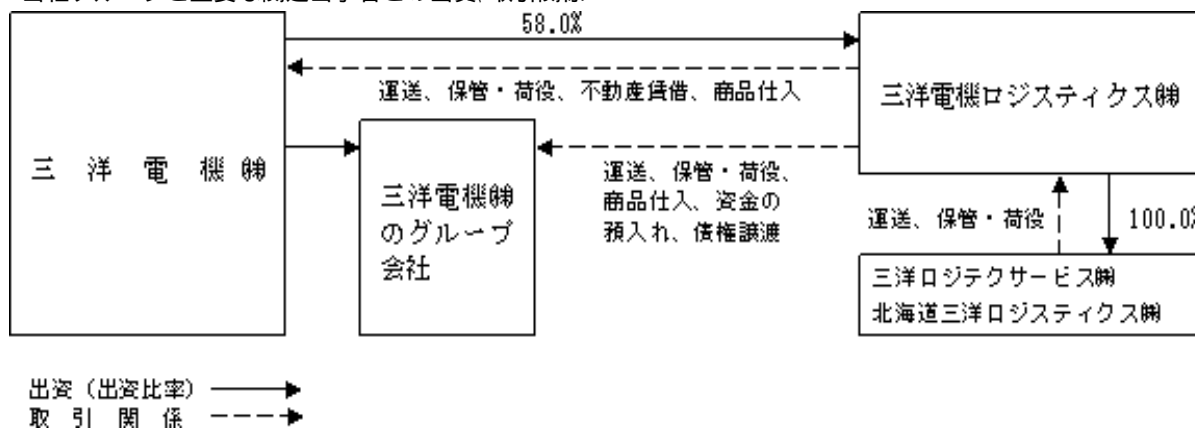 58.0%
運送、保管・荷役、不動産賃借、商品仕入
三洋電機ロジスティクス㈱
三洋電機㈱
三洋電機㈱
のグループ
会社
運送、保管・荷役、
商品仕入、資金の
預入れ、債権譲渡
運送、保管・荷役
100.0%
三洋ロジテクサービス㈱
北海道三洋ロジスティクス㈱
出資（出資比率）
取引関係